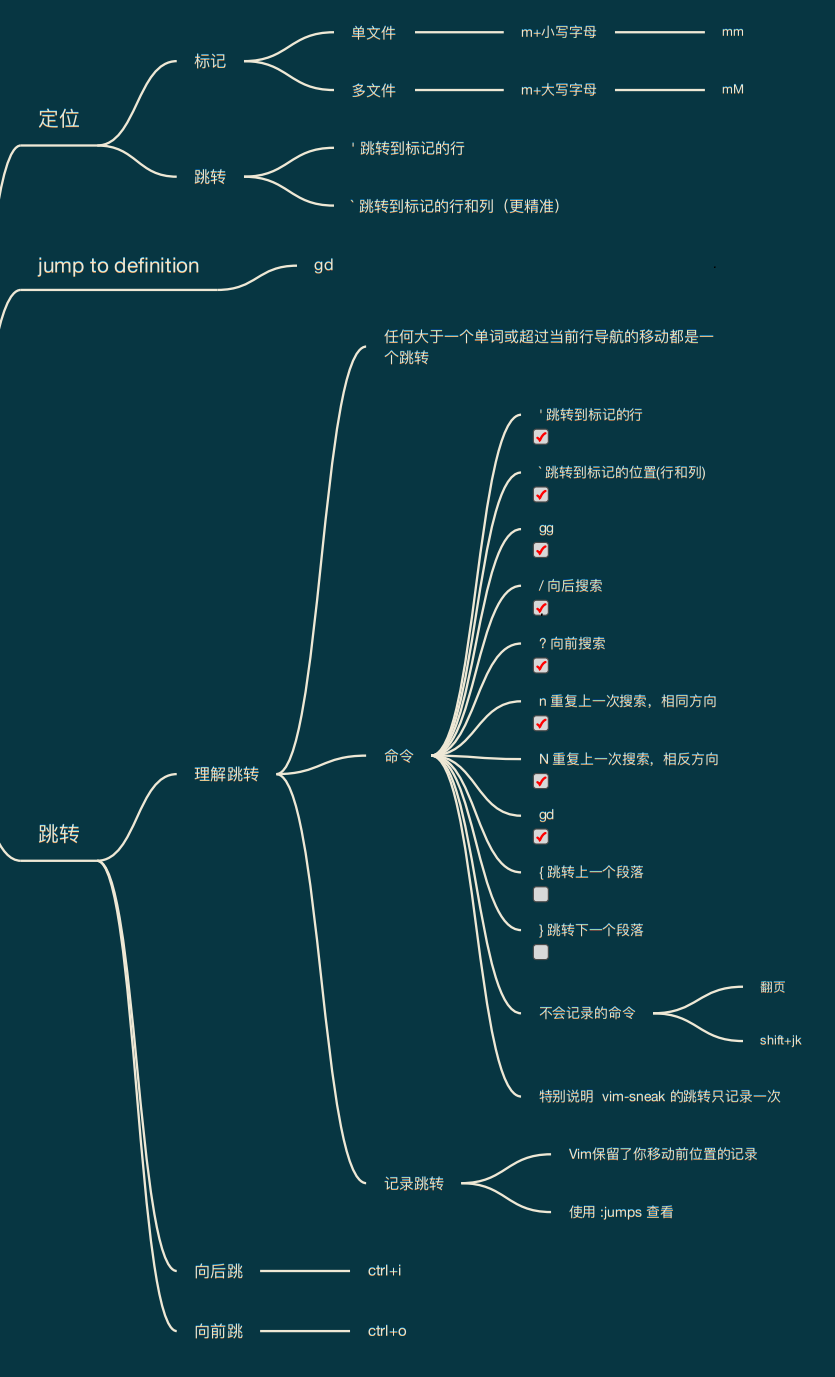 定位
标记
单文件
m+小写字母
mm
多文件
m+大写字母
mM
跳转
' 跳转到标记的行
` 跳转到标记的行和列（更精准）
jump to definition
gd
跳转
理解跳转
任何大于一个单词或超过当前行导航的移动都是一
个跳转
命令
' 跳转到标记的行
` 跳转到标记的位置(行和列)
gg
/ 向后搜索
? 向前搜索
n 重复上一次搜索，相同方向
N 重复上一次搜索，相反方向
gd
{ 跳转上一个段落
} 跳转下一个段落
不会记录的命令
翻页
shift+jk
特别说明 vim-sneak 的跳转只记录一次
记录跳转
Vim保留了你移动前位置的记录
使用 :jumps 查看
向后跳
ctrl+i
向前跳
ctrl+o